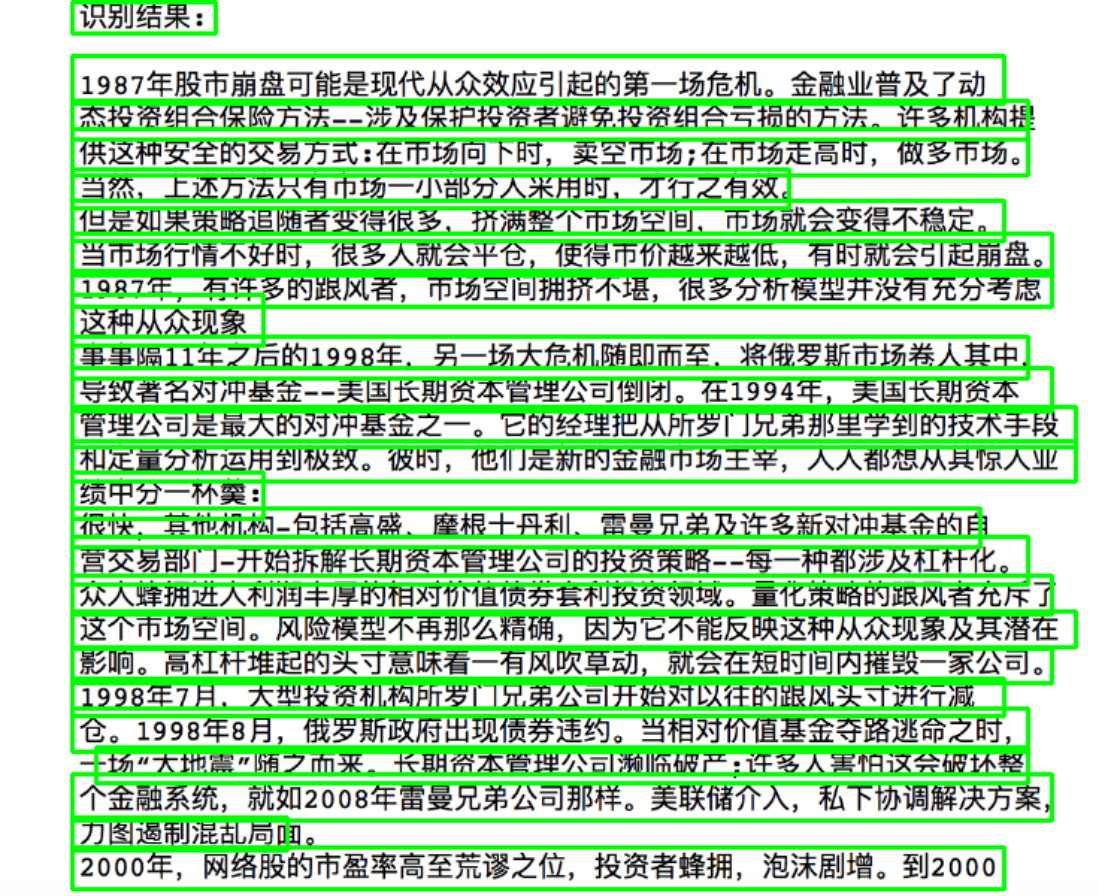 识别结果：
1987年股市崩盘可能是现代从众效应引起的第一场危机。金融业普及了动
态投资组合保险方法--涉及保护投资者避免投资组合亏损的方法。许多机构提
供这种安全的交易方式:在市场向下时，卖空市场;在市场走高时，做多市场。
当然，上述方法只有市场一小部分人采用时，才行之有效。
但是如果策略追随者变得很多，挤满整个市场空间，市场就会变得不稳定。
当市场行情不好时，很多人就会平仓，使得市价越来越低，有时就会引起崩盘。
1987年，有许多的跟风者，市场空间拥挤不堪，很多分析模型并没有充分考虑
这种从众现象
事事隔11年之后的1998年，另一场大危机随即而至，将俄罗斯市场卷人其中，
导致著名对冲基金--美国长期资本管理公司倒闭。在1994年，美国长期资本
管理公司是最大的对冲基金之一。它的经理把从所罗门兄弟那里学到的技术手段
和定量分析运用到极致。彼时，他们是新的金融市场主宰，人人都想从其惊人业
绩中分一杯羹:
很快，其他机构-包括高盛、摩根士丹利、雷曼兄弟及许多新对冲基金的自
营交易部门-开始拆解长期资本管理公司的投资策略--每一种都涉及杠杆化。
众人蜂拥进人利润丰厚的相对价值债券套利投资领域。量化策略的跟风者充斥了
这个市场空间。风险模型不再那么精确，因为它不能反映这种从众现象及其潜在
影响。高杠杆堆起的头寸意味看一有风吹草动，就会在短时间内摧毁一家公司。
1998年7月，大型投资机构所罗门兄弟公司开始对以往的跟风头寸进行减
仓。1998年8月，俄罗斯政府出现债券违约。当相对价值基金夺路逃命之时，
一场“大地震”随之而来。长期资本管理公司濒临破产;许多人害怕这会破坏整
个金融系统，就如2008年雷曼兄弟公司那样。美联储介入，私下协调解决方案，
力图遏制混乱局面。
2000年，网络股的市盈率高至荒谬之位，投资者蜂拥，泡沫剧增。到2000